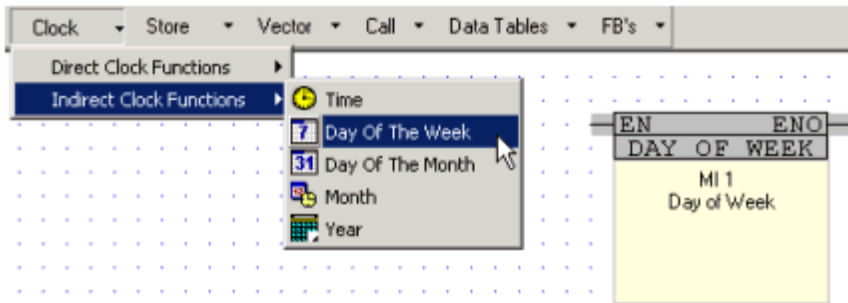 Clock Store Vector Call Data Tables FB's
Direct Clock Functions
Indirect Clock Functions
Time
7 Day Of The Week
31 Day Of The Month
Month
Year
EN ENO
DAY OF WEEK
MI 1
Day of Week